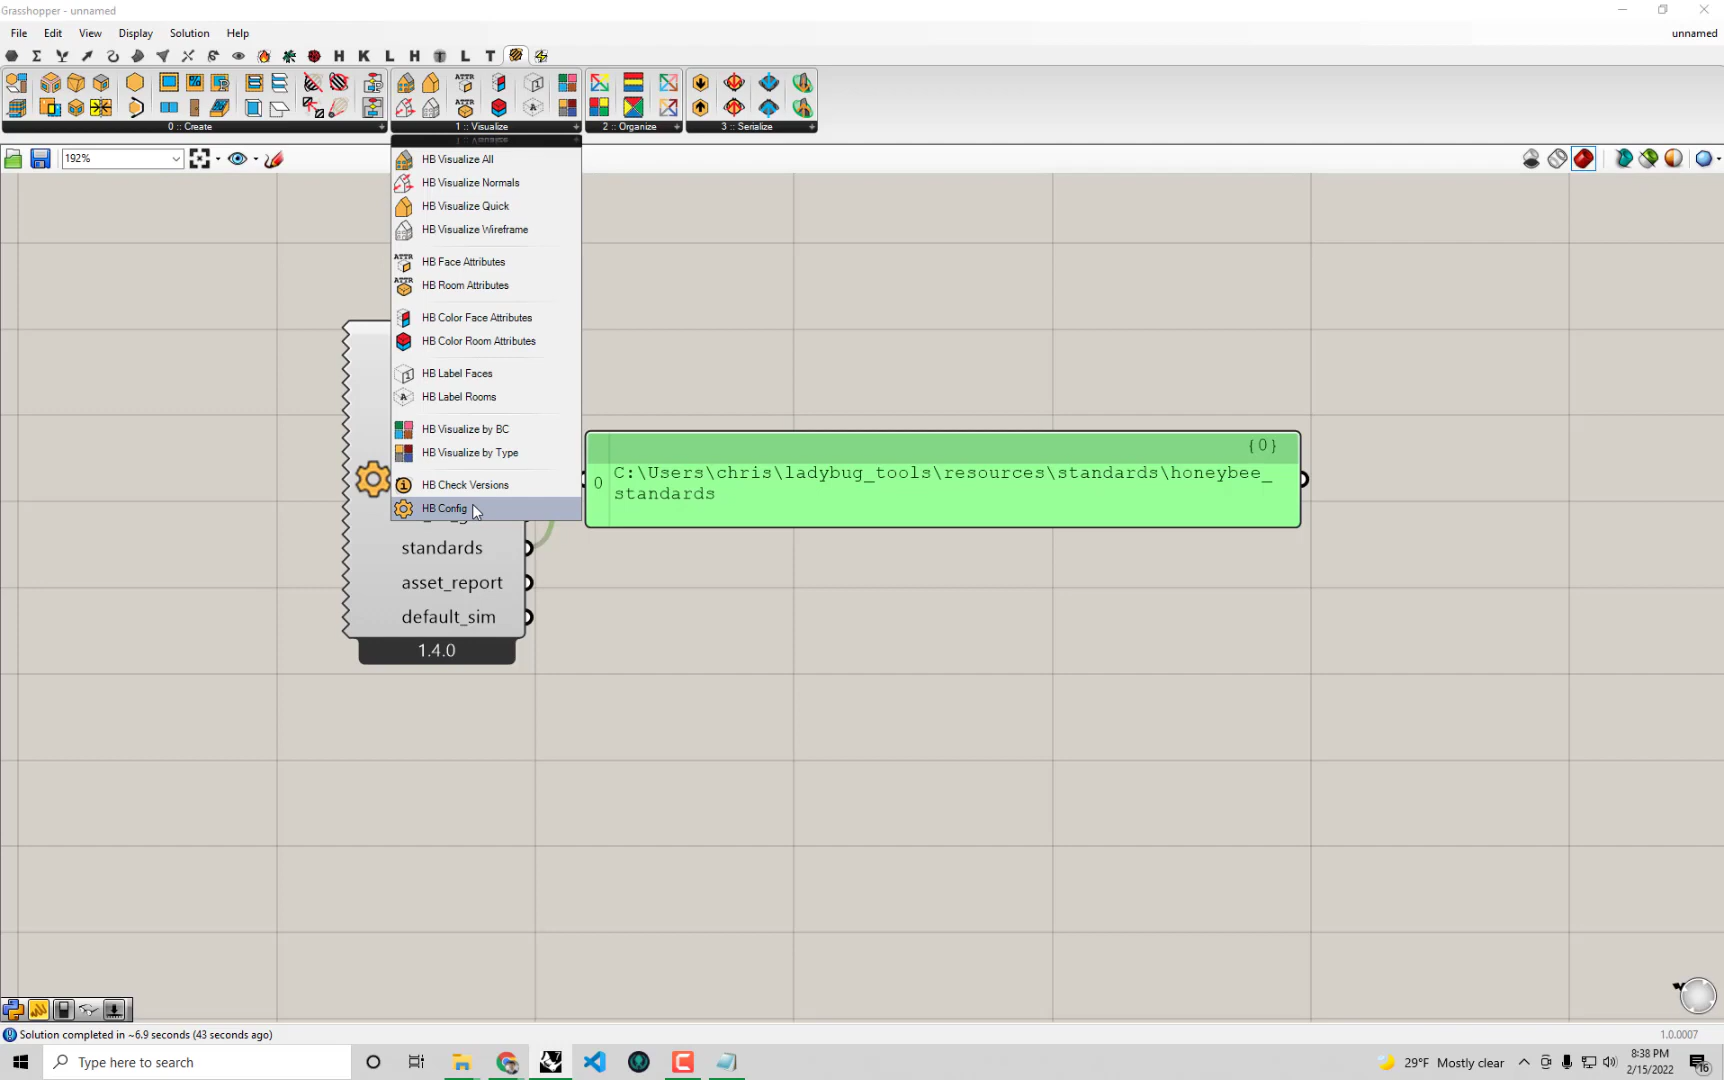 Grasshopper - unnamed
File Edit View Display Solution Help
unnamed
H K L H L T
0 :: Create
1 :: Visualize
2 :: Organize
3 :: Serialize
192%
HB Visualize All
HB Visualize Normals
HB Visualize Quick
HB Visualize Wireframe
ATTR HB Face Attributes
ATTR HB Room Attributes
HB Color Face Attributes
HB Color Room Attributes
HB Label Faces
HB Label Rooms
HB Visualize by BC
HB Visualize by Type
HB Check Versions
HB Config
{0}
0 C:\Users\chris\ladybug_tools\resources\standards\honeybee_
standards
standards
asset_report
default_sim
1.4.0
Solution completed in ~6.9 seconds (43 seconds ago)
1.0.0007
Type here to search
29°F Mostly clear
8:38 PM
2/15/2022
16